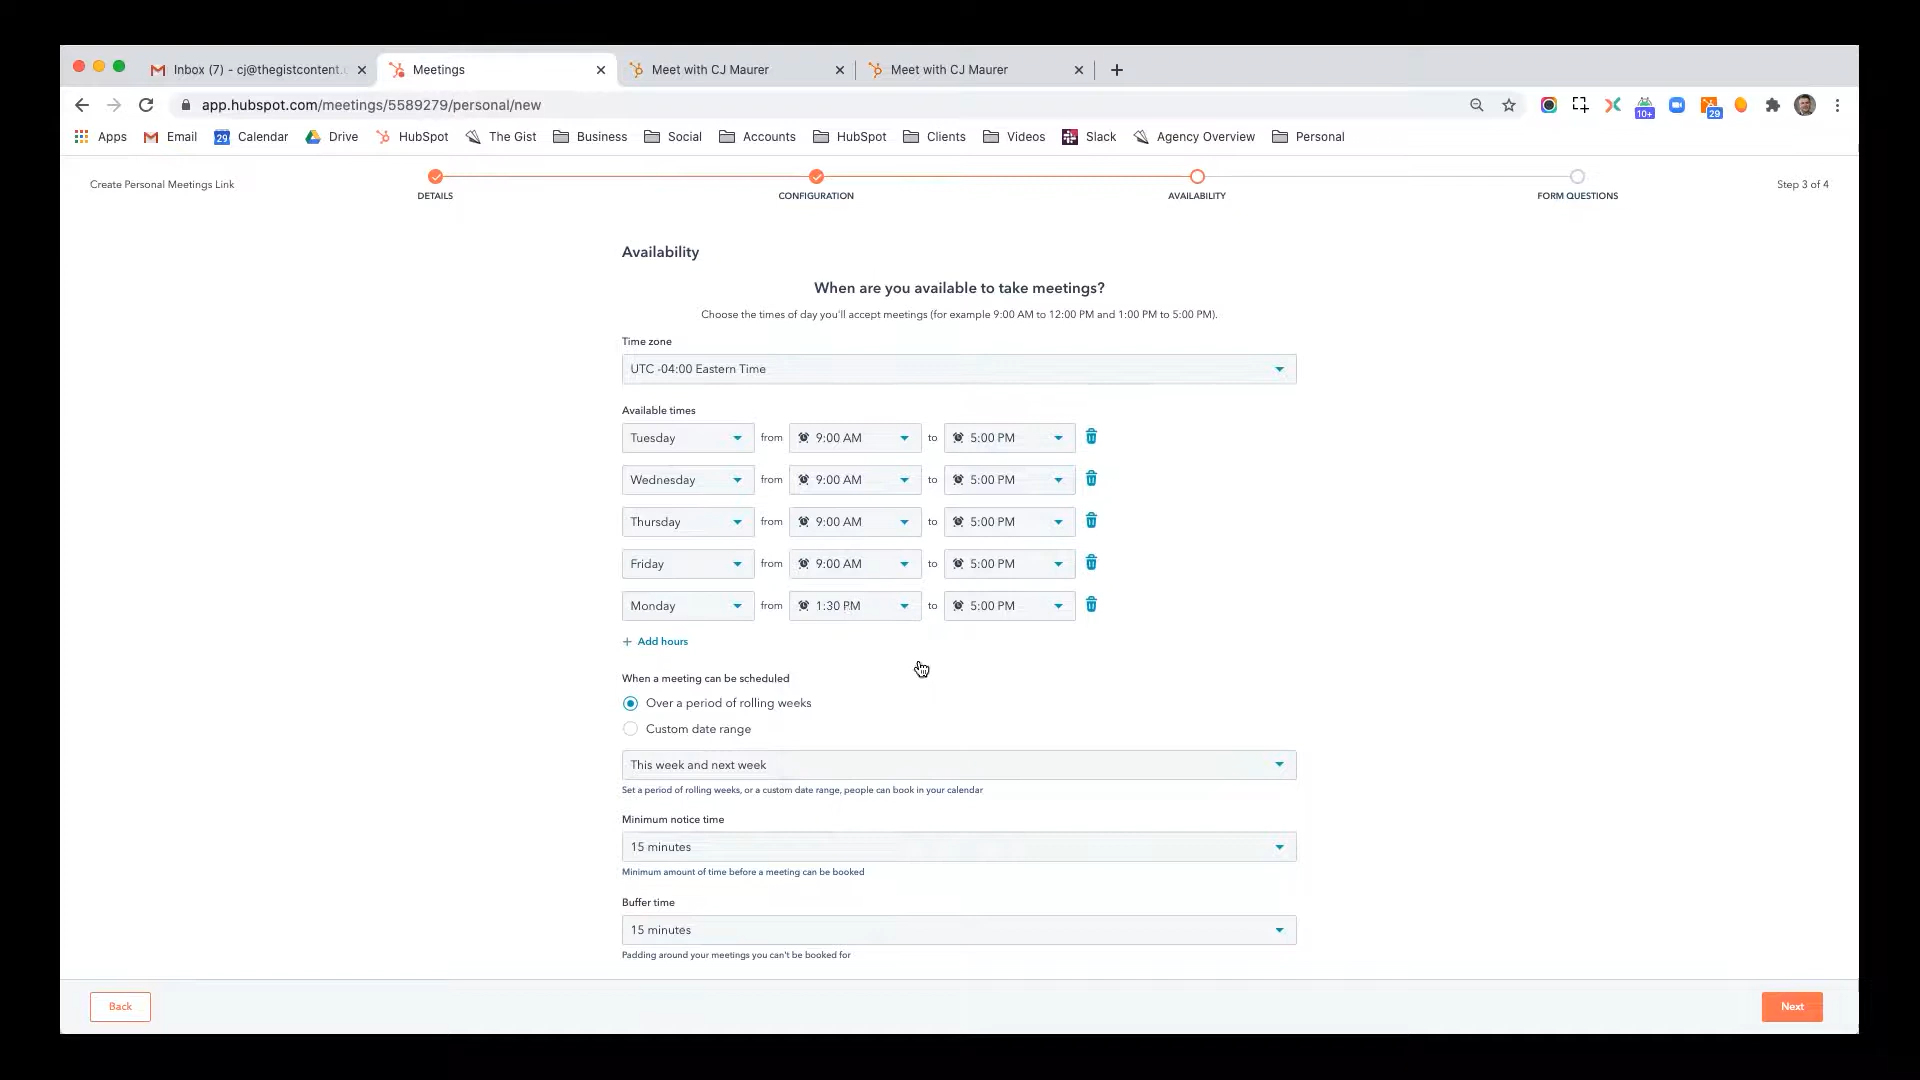 Inbox (7) - cj@thegistcontent.c
Meetings
Meet with CJ Maurer
Meet with CJ Maurer
app.hubspot.com/meetings/5589279/personal/new
10+
29
Apps
Email
29
Calendar
Drive
HubSpot
The Gist
Business
Social
Accounts
HubSpot
Clients
Videos
Slack
Agency Overview
Personal
Create Personal Meetings Link
DETAILS
CONFIGURATION
AVAILABILITY
FORM QUESTIONS
Step 3 of 4
Availability
When are you available to take meetings?
Choose the times of day you'll accept meetings (for example 9:00 AM to 12:00 PM and 1:00 PM to 5:00 PM).
Time zone
UTC -04:00 Eastern Time
Available times
Tuesday from 9:00 AM to 5:00 PM
Wednesday from 9:00 AM to 5:00 PM
Thursday from 9:00 AM to 5:00 PM
Friday from 9:00 AM to 5:00 PM
Monday from 1:30 PM to 5:00 PM
+ Add hours
When a meeting can be scheduled
Over a period of rolling weeks
Custom date range
This week and next week
Set a period of rolling weeks, or a custom date range, people can book in your calendar
Minimum notice time
15 minutes
Minimum amount of time before a meeting can be booked
Buffer time
15 minutes
Padding around your meetings you can't be booked for
Back
Next